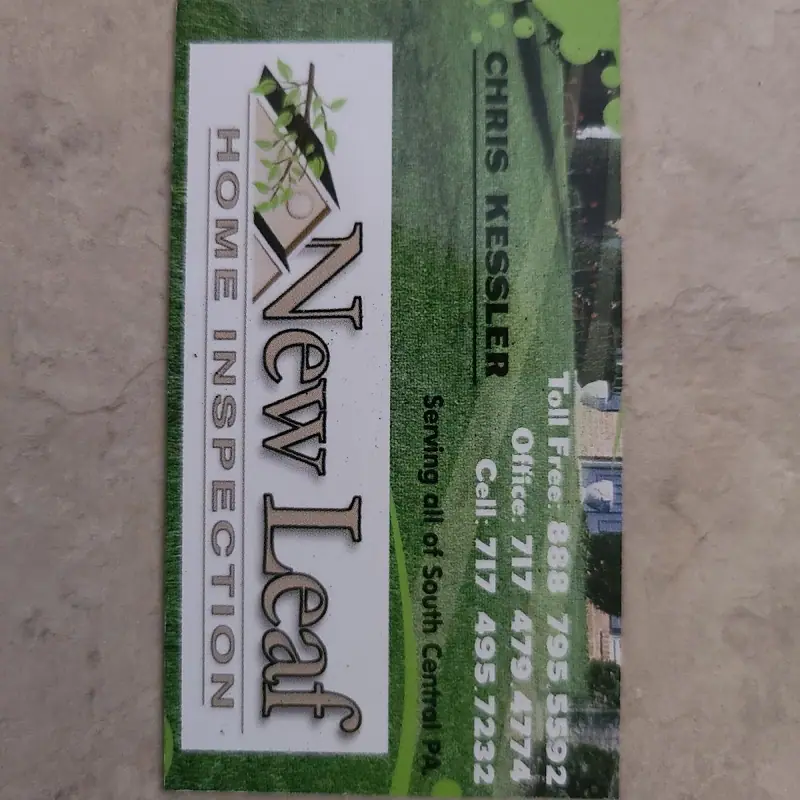 Toll Free: 888 795.5592
CHRIS KESSLER
Office: 717 479.4774
Cell: 717 495.7232
Serving all of South Central PA
New Leaf
HOME INSPECTION